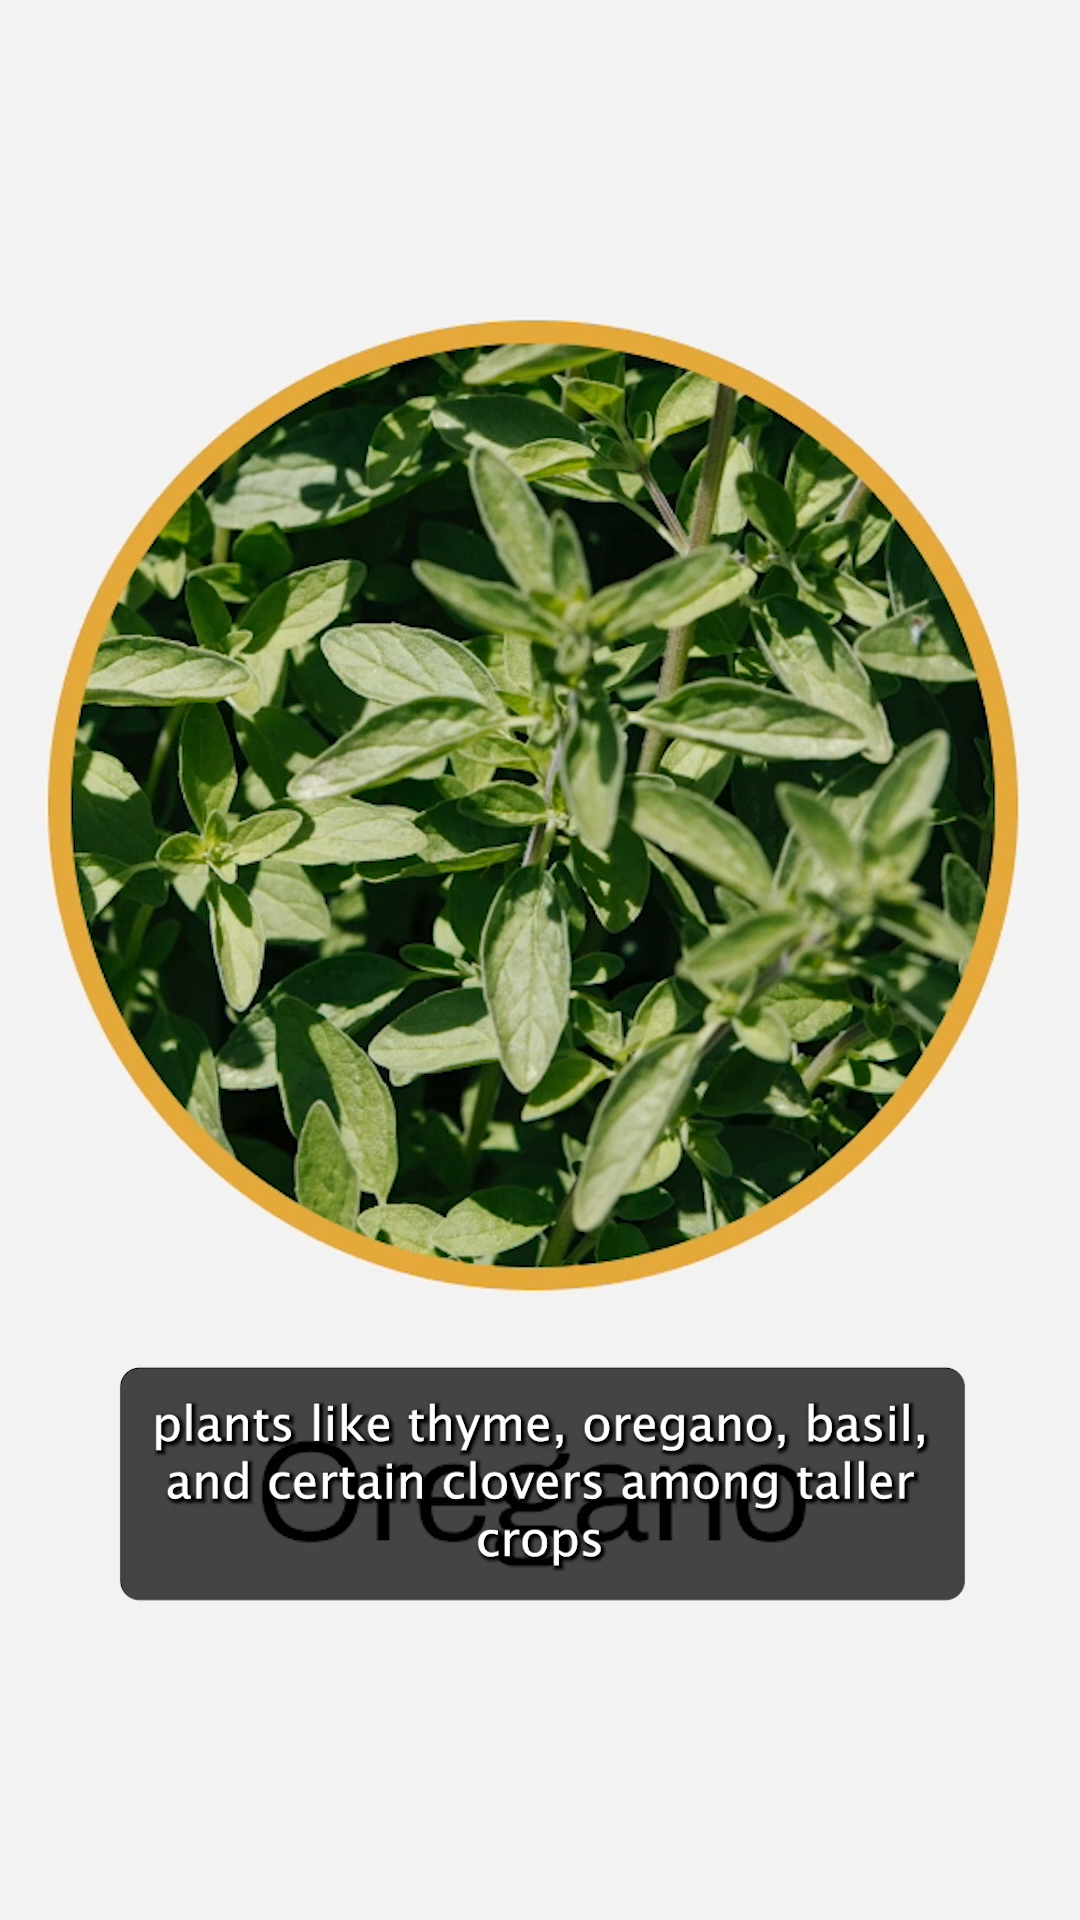 plants like thyme, oregano, basil,
and certain clovers among taller
crops
Oregano